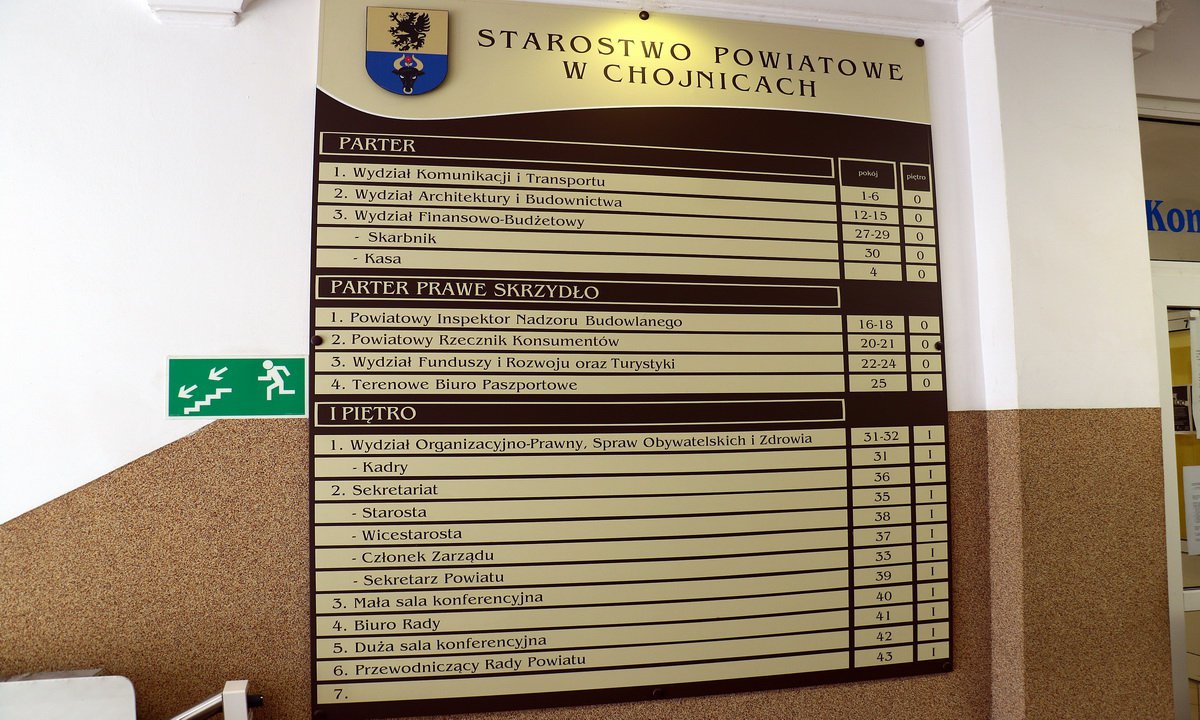 STAROSTWO POWIATOWE
W CHOJNICACH
PARTER pokój piętro
1. Wydział Komunikacji i Transportu 1-6 0
2. Wydział Architektury i Budownictwa 12-15 0
3. Wydział Finansowo-Budżetowy 27-29 0
- Skarbnik 30 0
- Kasa 4 0
PARTER PRAWE SKRZYDŁO
1. Powiatowy Inspektor Nadzoru Budowlanego 16-18 0
2. Powiatowy Rzecznik Konsumentów 20-21 0
3. Wydział Funduszy i Rozwoju oraz Turystyki 22-24 0
4. Terenowe Biuro Paszportowe 25 0
I PIĘTRO
1. Wydział Organizacyjno-Prawny, Spraw Obywatelskich i Zdrowia 31-32 I
- Kadry 31 I
2. Sekretariat 36 I
- Starosta 35 I
- Wicestarosta 38 I
- Członek Zarządu 37 I
- Sekretarz Powiatu 33 I
3. Mała sala konferencyjna 39 I
4. Biuro Rady 40 I
5. Duża sala konferencyjna 41 I
6. Przewodniczący Rady Powiatu 42 I
7. 43 I
Kon